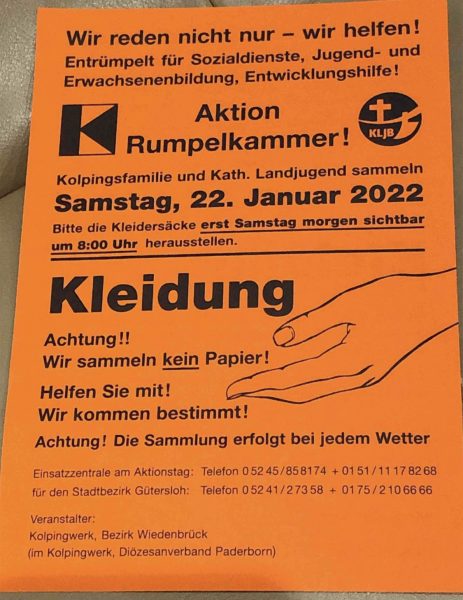 Wir reden nicht nur – wir helfen!
Entrümpelt für Sozialdienste, Jugend- und
Erwachsenenbildung, Entwicklungshilfe!
Aktion
Rumpelkammer!
KLJB
Kolpingsfamilie und Kath. Landjugend sammeln
Samstag, 22. Januar 2022
Bitte die Kleidersäcke erst Samstag morgen sichtbar
um 8:00 Uhr herausstellen.
Kleidung
Achtung!!
Wir sammeln kein Papier!
Helfen Sie mit!
Wir kommen bestimmt!
Achtung! Die Sammlung erfolgt bei jedem Wetter
Einsatzzentrale am Aktionstag: Telefon 0 52 45 / 85 81 74 + 01 51 / 11 17 82 68
für den Stadtbezirk Gütersloh: Telefon 0 52 41 / 2 73 58 + 01 75 / 2 10 66 66
Veranstalter:
Kolpingwerk, Bezirk Wiedenbrück
(im Kolpingwerk, Diözesanverband Paderborn)